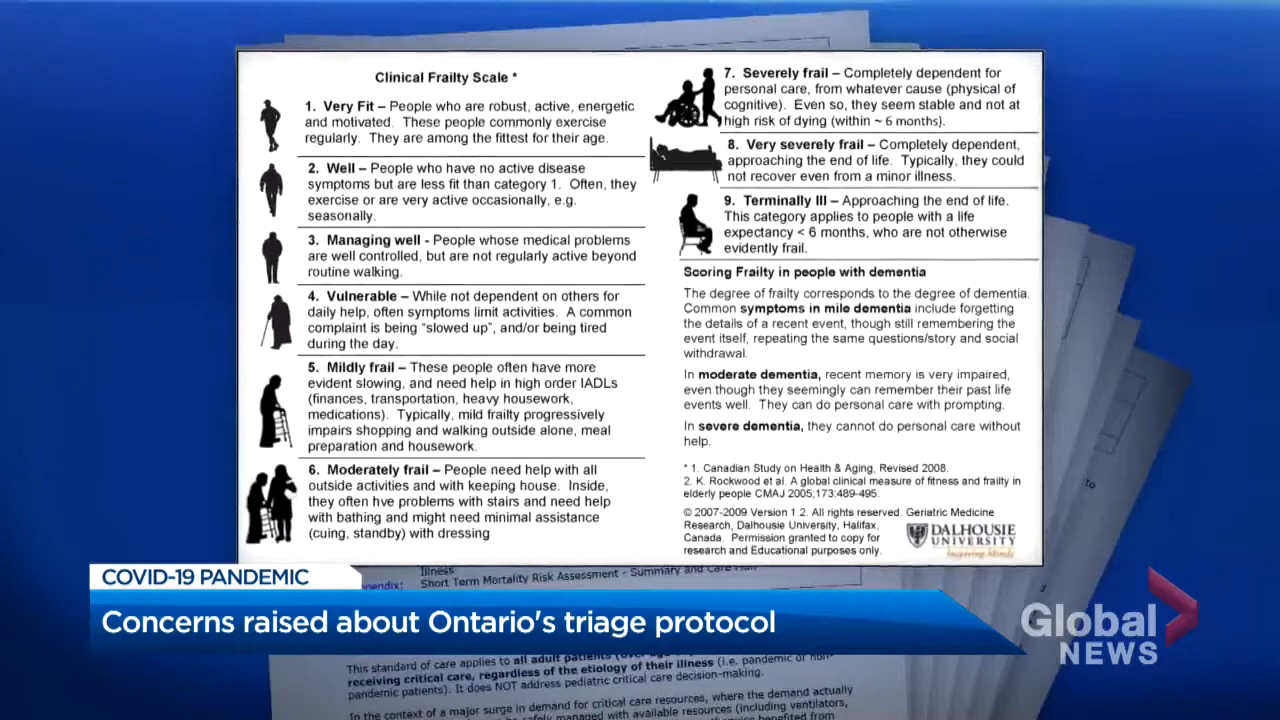 Clinical Frailty Scale *
1. Very Fit – People who are robust, active, energetic
and motivated. These people commonly exercise
regularly. They are among the fittest for their age.
2. Well – People who have no active disease
symptoms but are less fit than category 1. Often, they
exercise or are very active occasionally, e.g.
seasonally.
3. Managing well - People whose medical problems
are well controlled, but are not regularly active beyond
routine walking.
4. Vulnerable – While not dependent on others for
daily help, often symptoms limit activities. A common
complaint is being “slowed up”, and/or being tired
during the day.
5. Mildly frail – These people often have more
evident slowing, and need help in high order IADLs
(finances, transportation, heavy housework,
medications). Typically, mild frailty progressively
impairs shopping and walking outside alone, meal
preparation and housework.
6. Moderately frail – People need help with all
outside activities and with keeping house. Inside,
they often hve problems with stairs and need help
with bathing and might need minimal assistance
(cuing, standby) with dressing
7. Severely frail – Completely dependent for
personal care, from whatever cause (physical of
cognitive). Even so, they seem stable and not at
high risk of dying (within ~ 6 months).
8. Very severely frail – Completely dependent,
approaching the end of life. Typically, they could
not recover even from a minor illness.
9. Terminally Ill – Approaching the end of life.
This category applies to people with a life
expectancy < 6 months, who are not otherwise
evidently frail.
Scoring Frailty in people with dementia
The degree of frailty corresponds to the degree of dementia.
Common symptoms in mile dementia include forgetting
the details of a recent event, though still remembering the
event itself, repeating the same questions/story and social
withdrawal.
In moderate dementia, recent memory is very impaired,
even though they seemingly can remember their past life
events well. They can do personal care with prompting.
In severe dementia, they cannot do personal care without
help.
* 1. Canadian Study on Health & Aging, Revised 2008.
2. K. Rockwood et al. A global clinical measure of fitness and frailty in
elderly people CMAJ 2005;173:489-495.
© 2007-2009 Version 1.2. All rights reserved. Geriatric Medicine
Research, Dalhousie University, Halifax,
Canada. Permission granted to copy for
research and Educational purposes only.
DALHOUSIE
UNIVERSITY
Inspiring Minds
to
Illness
Short Term Mortality Risk Assessment - Summary and Care Plan
COVID-19 PANDEMIC
Concerns raised about Ontario's triage protocol
Global
NEWS
This standard of care applies to all adult patients
receiving critical care, regardless of the etiology of their illness (i.e. pandemic or non-
pandemic patients). It does NOT address pediatric critical care decision-making.
In the context of a major surge in demand for critical care resources, where the demand actually
safely managed with available resources (including ventilators,
benefited from